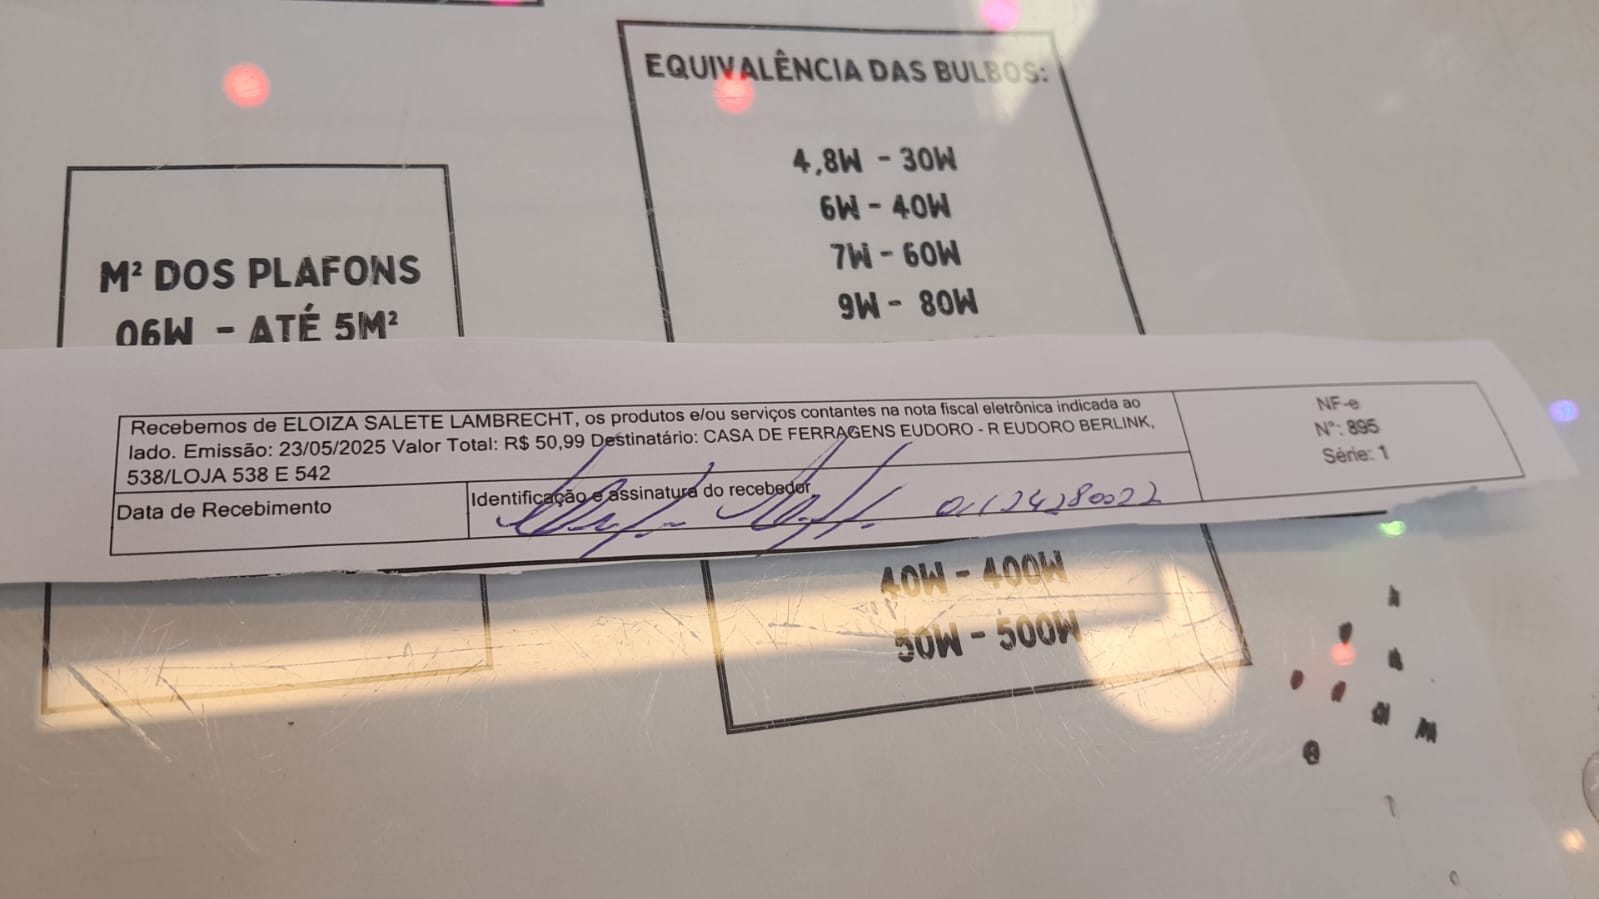 EQUIVALÊNCIA DAS BULBOS:
4,8W - 30W
6W - 40W
7W - 60W
9W - 80W
M² DOS PLAFONS
06W - ATÉ 5M²
Recebemos de ELOIZA SALETE LAMBRECHT, os produtos e/ou serviços contantes na nota fiscal eletrônica indicada ao
lado. Emissão: 23/05/2025 Valor Total: R$ 50,99 Destinatário: CASA DE FERRAGENS EUDORO - R EUDORO BERLINK,
538/LOJA 538 E 542
NF-e
N°: 895
Série: 1
Data de Recebimento
Identificação e assinatura do recebedor
40W - 400W
50W - 500W